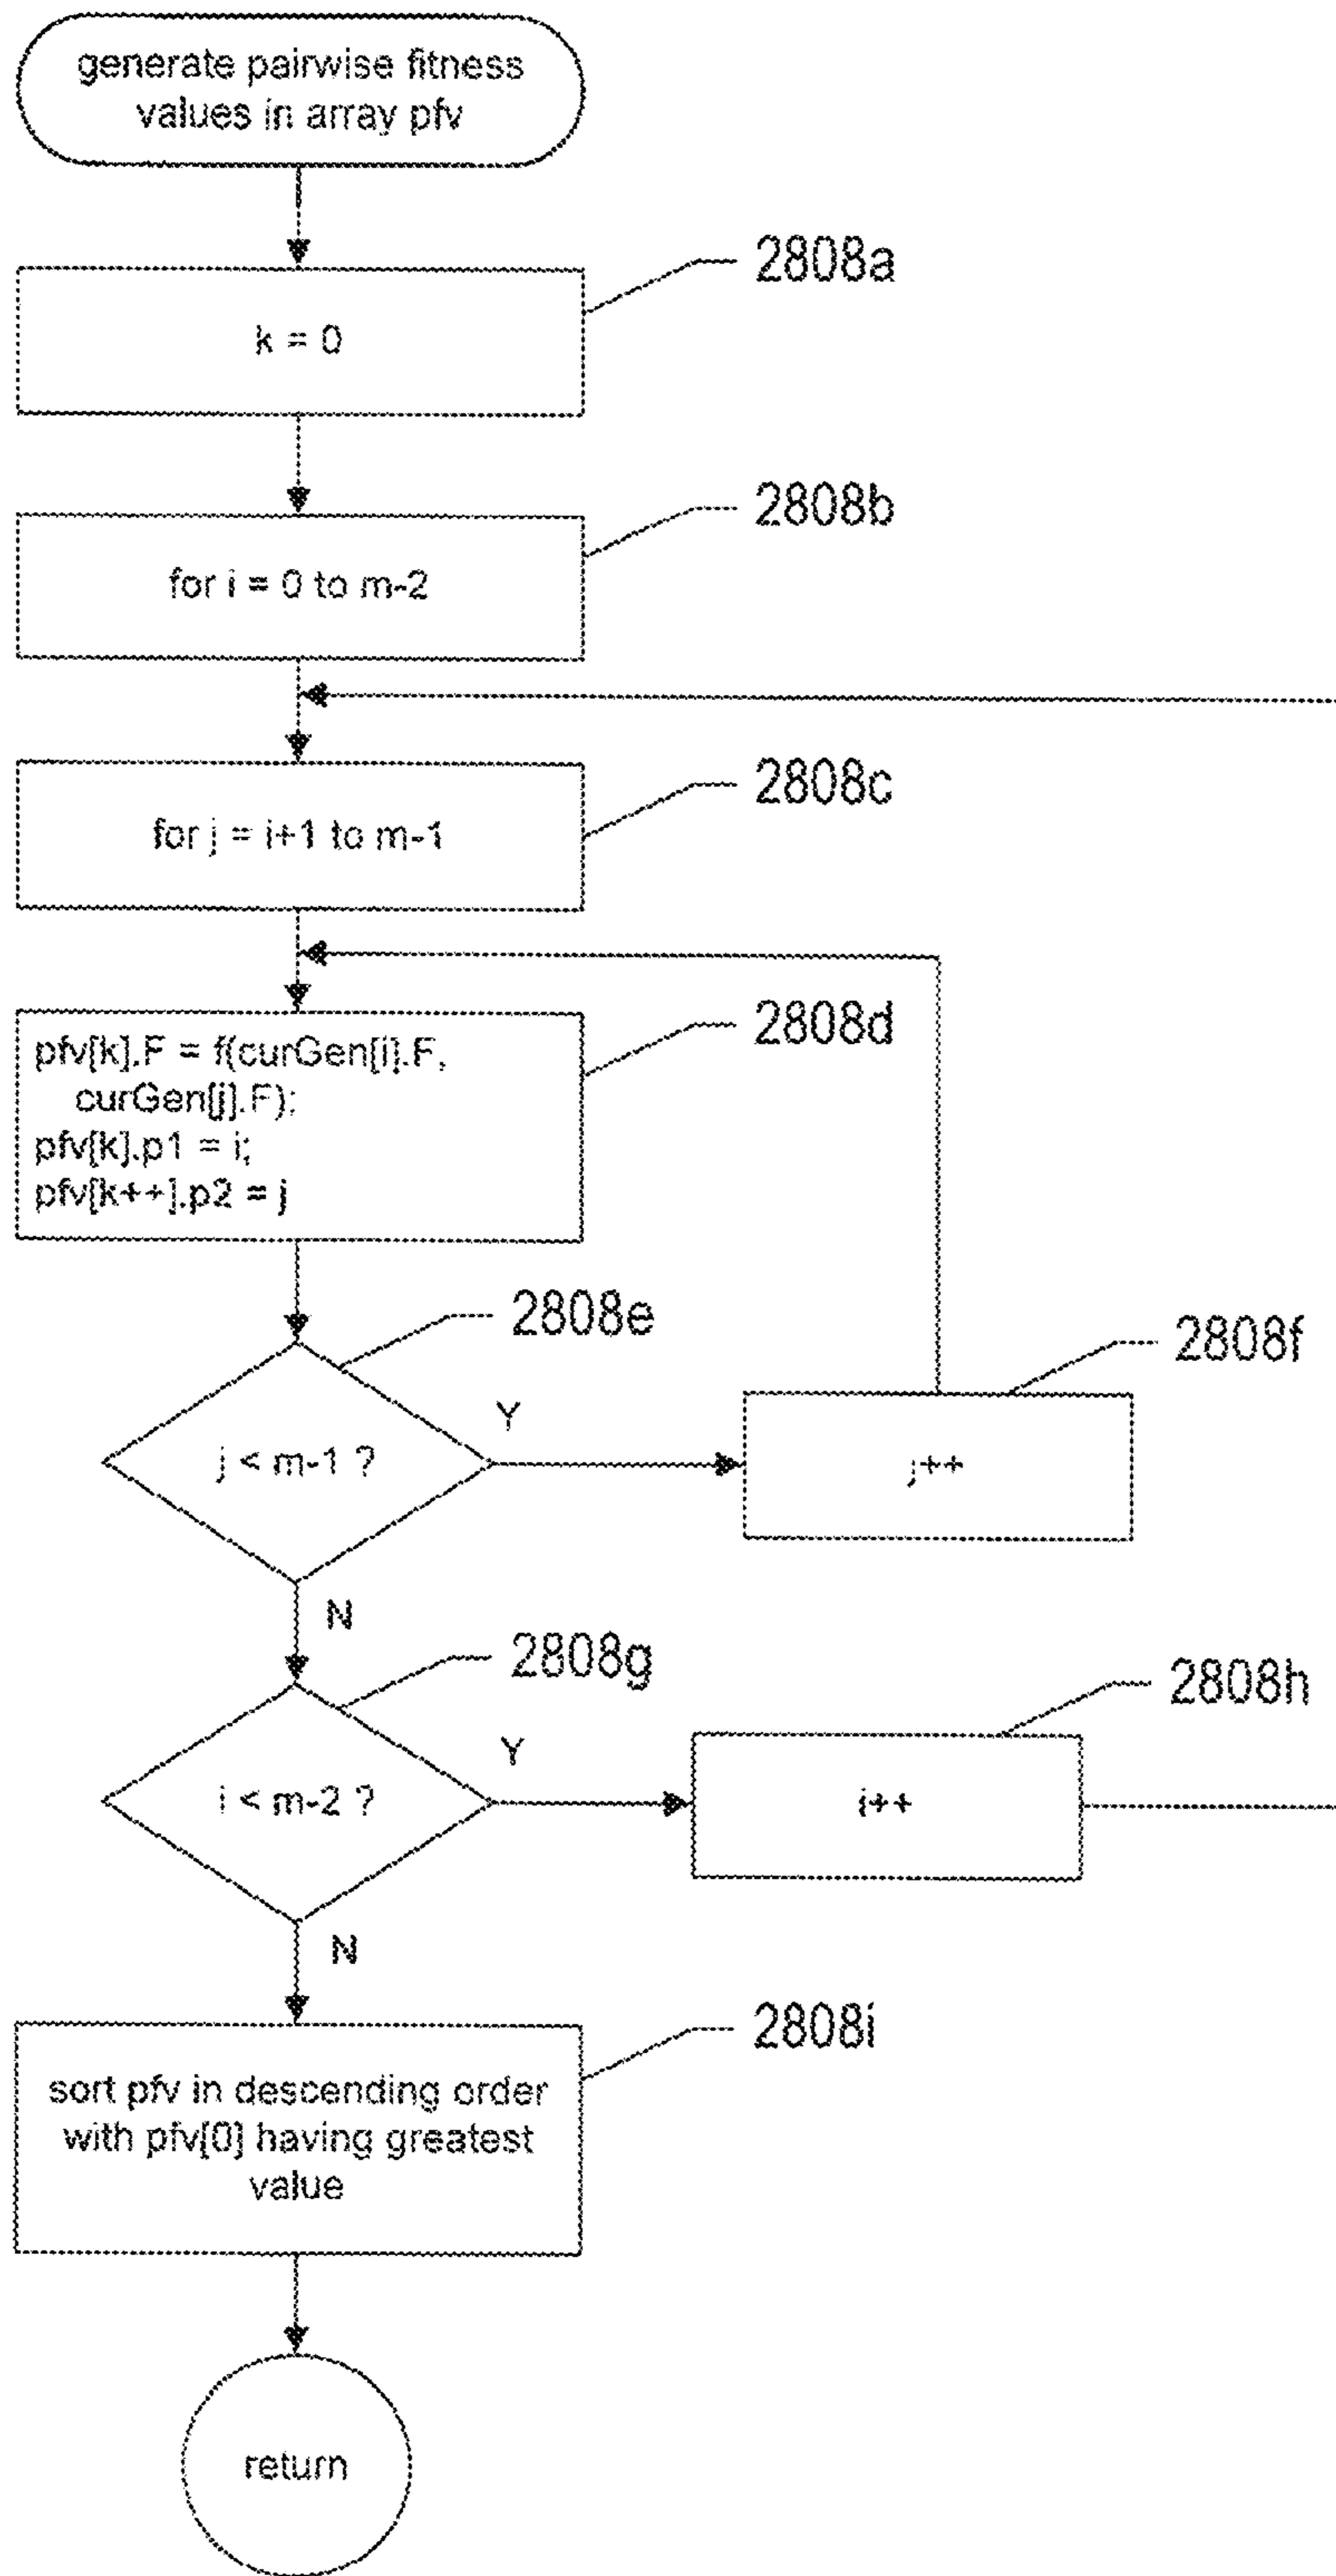 generate pairwise fitness
values in array pfv
2808a
k = 0
2808b
for i = 0 to m-2
2808c
for j = i+1 to m-1
2808d
pfv[k].F = f(curGen[i].F,
curGen[j].F);
pfv[k].p1 = i;
pfv[k++].p2 = j
2808e
2808f
j < m-1 ?
Y
j++
N
2808g
2808h
i < m-2 ?
Y
i++
N
2808i
sort pfv in descending order
with pfv[0] having greatest
value
return